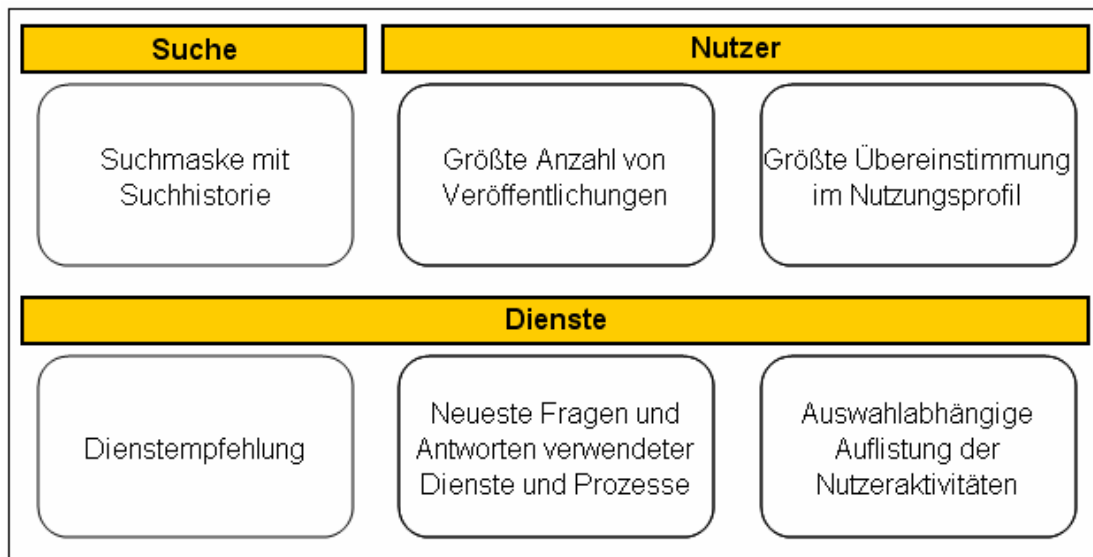 Suche
Nutzer
Suchmaske mit
Suchhistorie
Größte Anzahl von
Veröffentlichungen
Größte Übereinstimmung
im Nutzungsprofil
Dienste
Dienstempfehlung
Neueste Fragen und
Antworten verwendeter
Dienste und Prozesse
Auswahlabhängige
Auflistung der
Nutzeraktivitäten